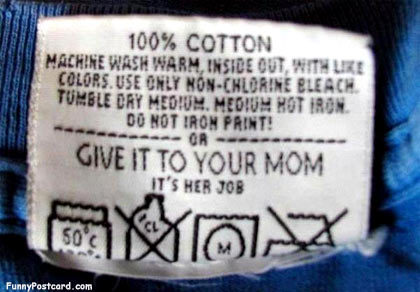 100% COTTON
MACHINE WASH WARM, INSIDE OUT, WITH LIKE
COLORS. USE ONLY NON-CHLORINE BLEACH.
TUMBLE DRY MEDIUM. MEDIUM HOT IRON.
DO NOT IRON PRINT!
OR
GIVE IT TO YOUR MOM
IT'S HER JOB
60°C
CL
M
FunnyPostcard.com